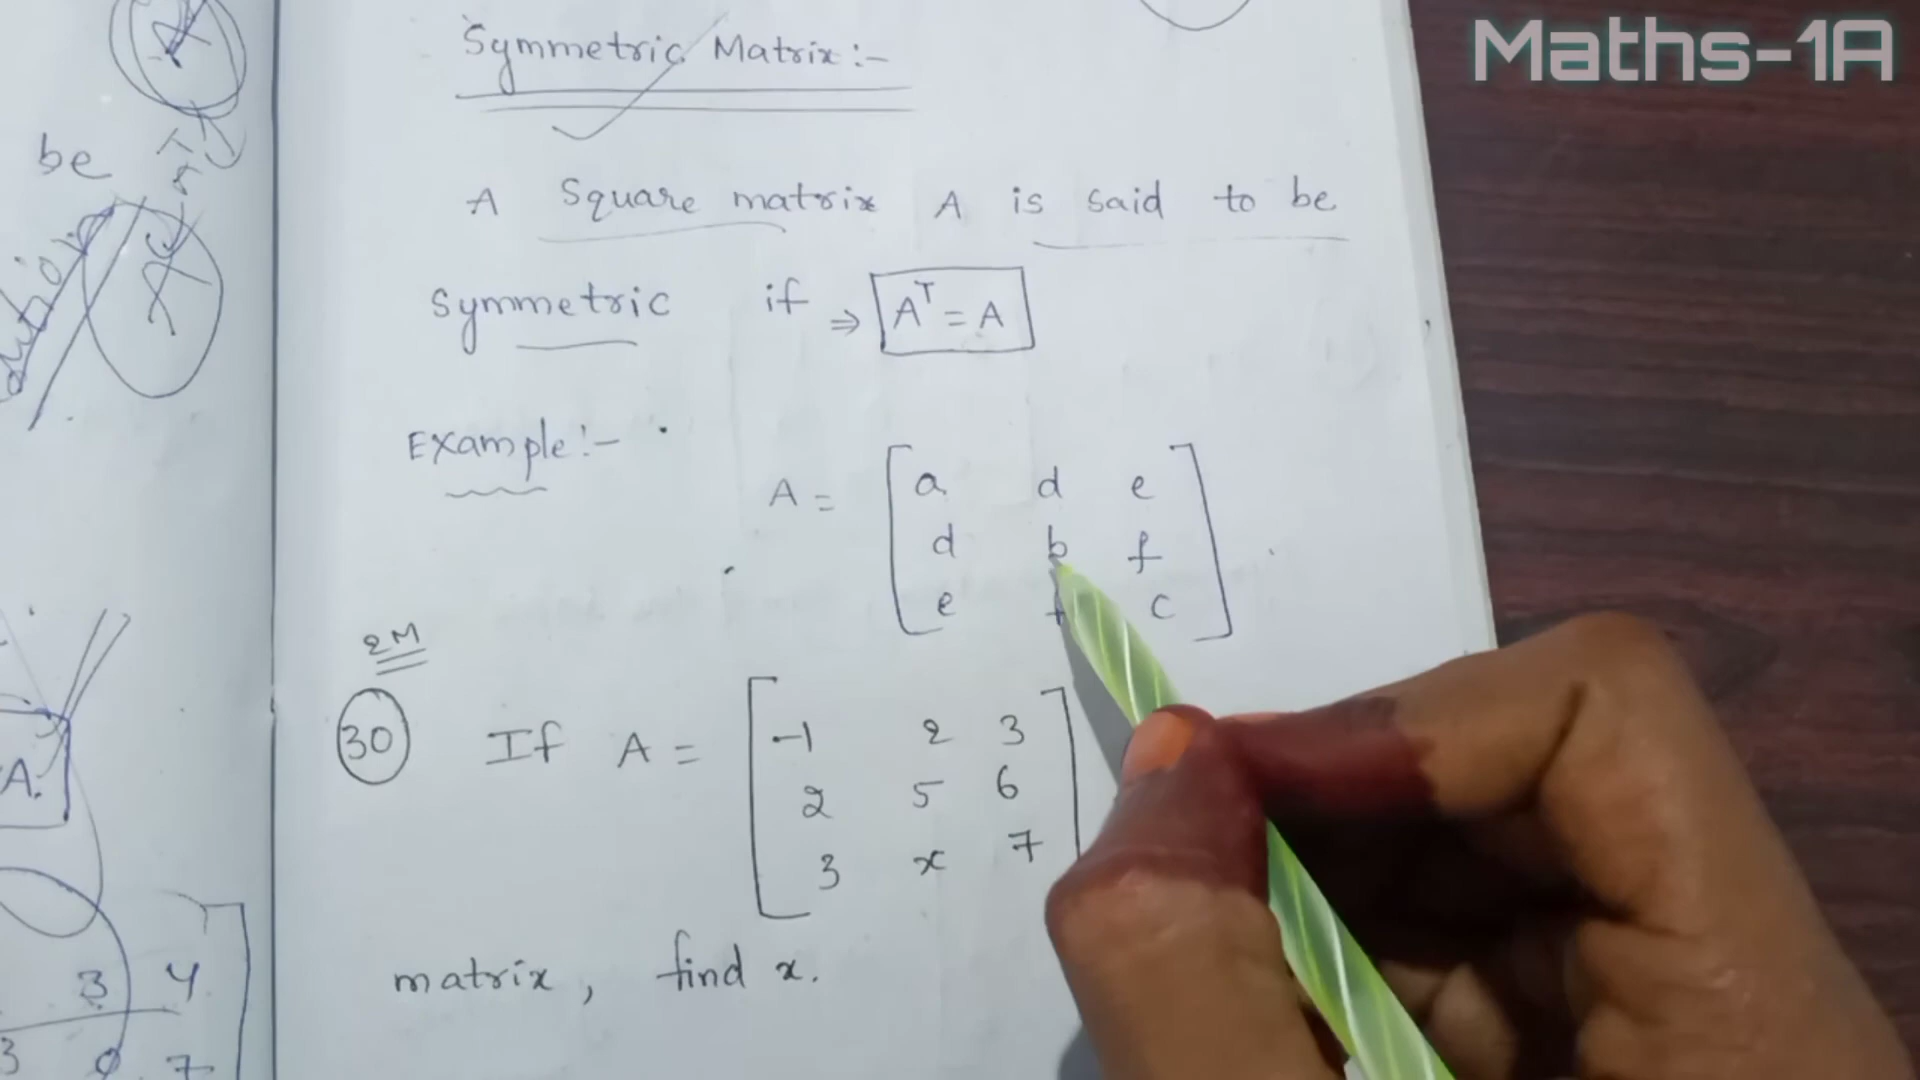 Maths-1A
Symmetric Matrix:-
A Square matrix A is said to be
Symmetric if ⇒ Aᵀ = A
Example:-
A = [ a d e
d b f
e f c ]
2M
30 If A = [ -1 2 3
2 5 6
3 x 7 ]
matrix, find x.
be
A.
3 4
3 0 7